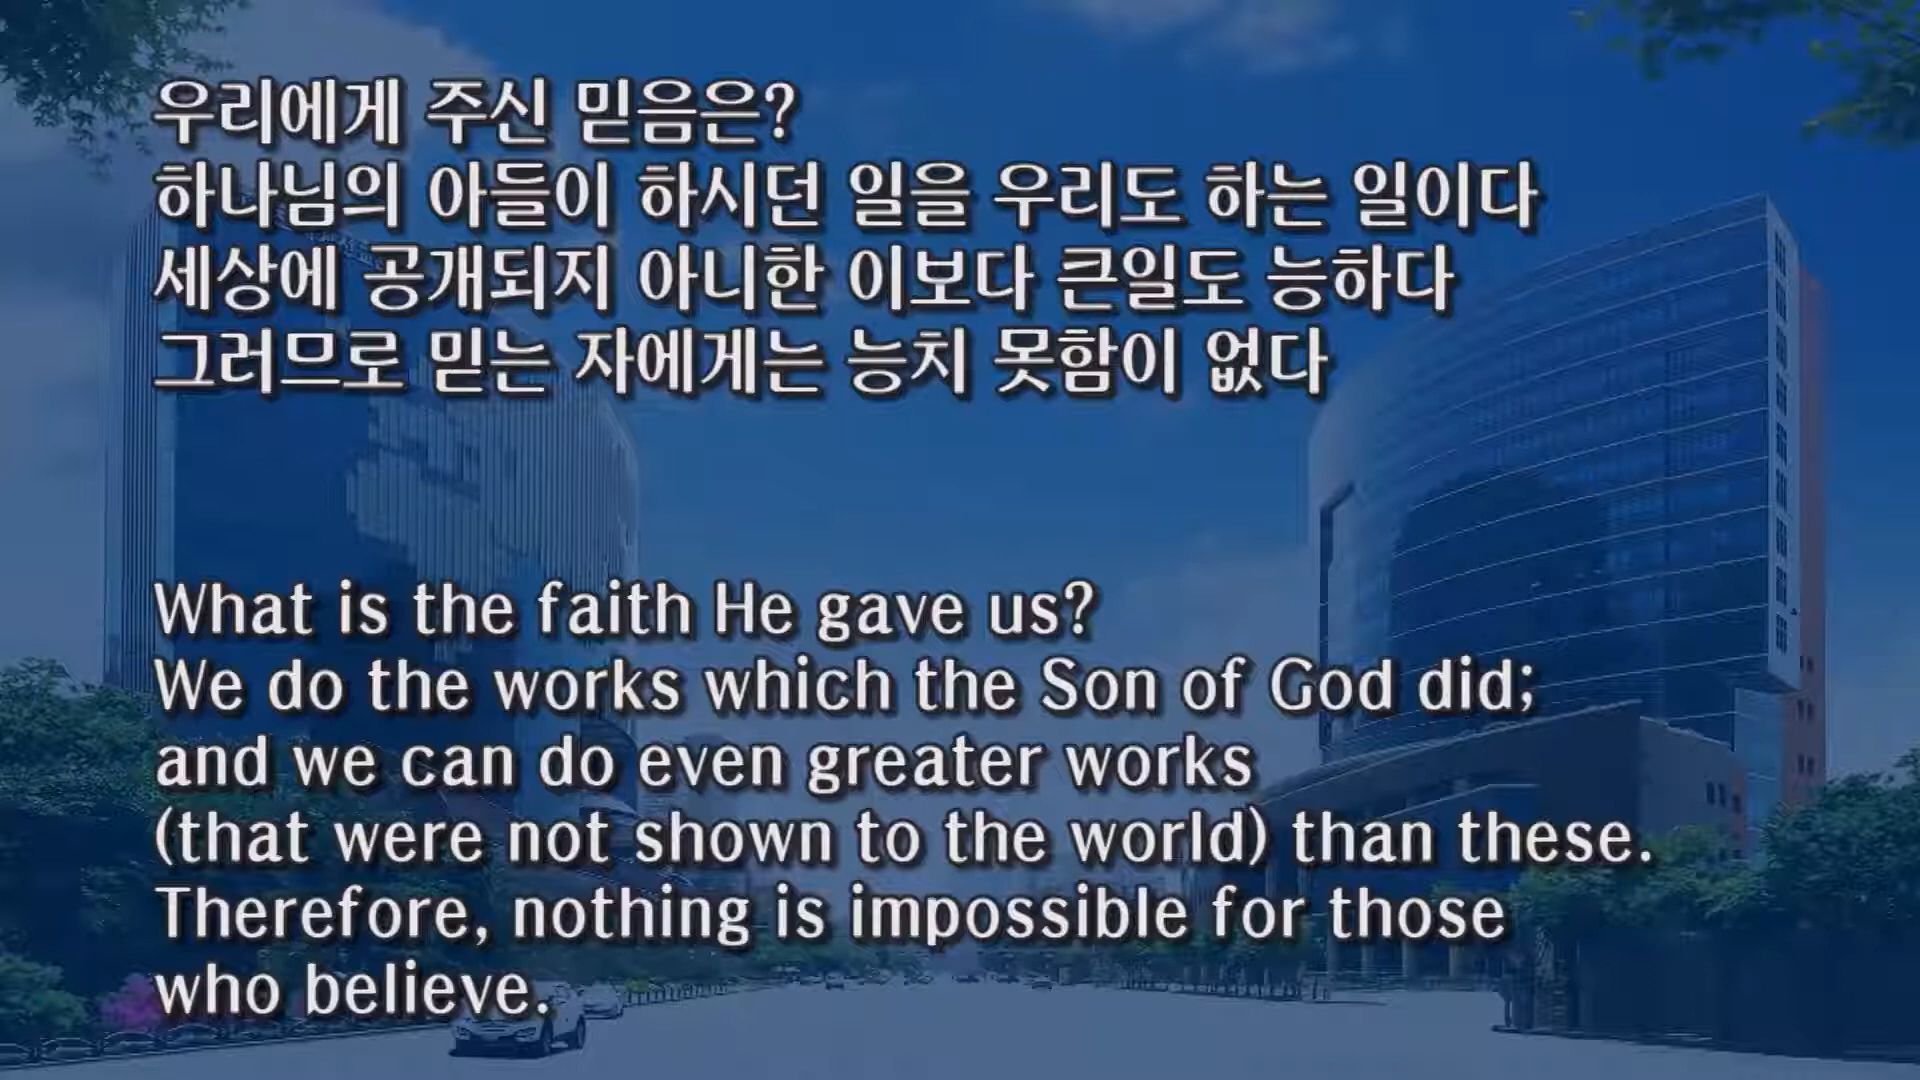 우리에게 주신 믿음은?
하나님의 아들이 하시던 일을 우리도 하는 일이다
세상에 공개되지 아니한 이보다 큰일도 능하다
그러므로 믿는 자에게는 능치 못함이 없다
What is the faith He gave us?
We do the works which the Son of God did;
and we can do even greater works
(that were not shown to the world) than these.
Therefore, nothing is impossible for those
who believe.